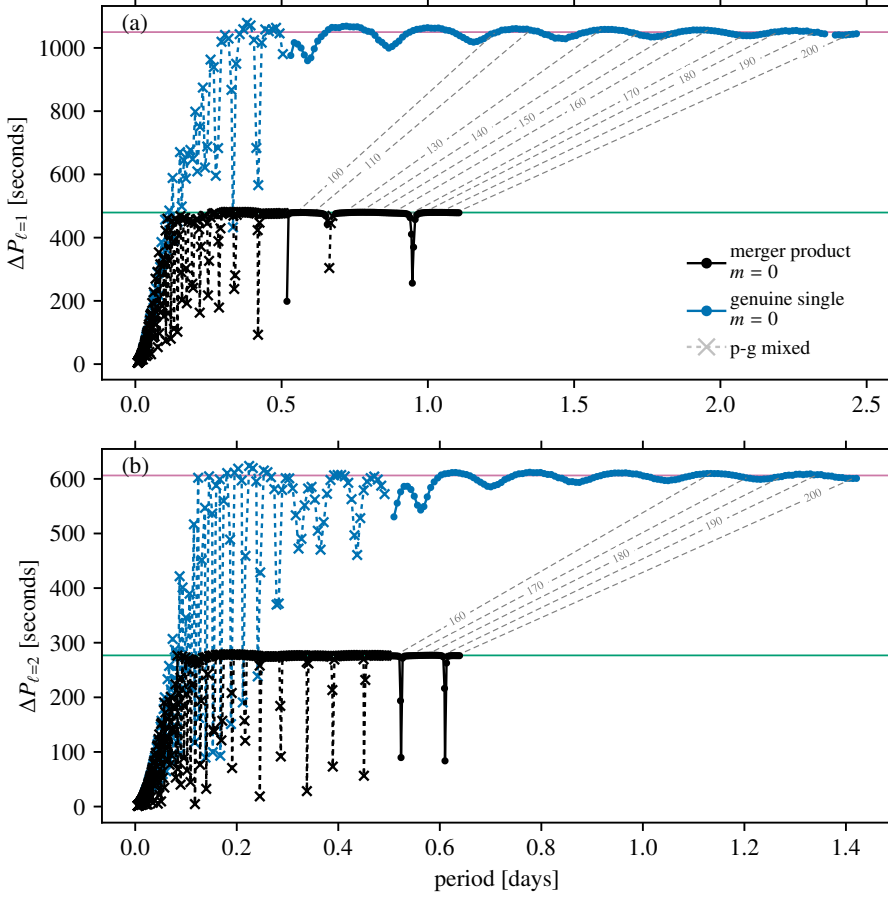 (a)
ΔP_{ℓ=1} [seconds]
1000
800
600
400
200
0
100
110
130
140
150
160
170
180
190
200
merger product
m = 0
genuine single
m = 0
p-g mixed
0.0 0.5 1.0 1.5 2.0 2.5
(b)
ΔP_{ℓ=2} [seconds]
600
500
400
300
200
100
0
160
170
180
190
200
0.0 0.2 0.4 0.6 0.8 1.0 1.2 1.4
period [days]